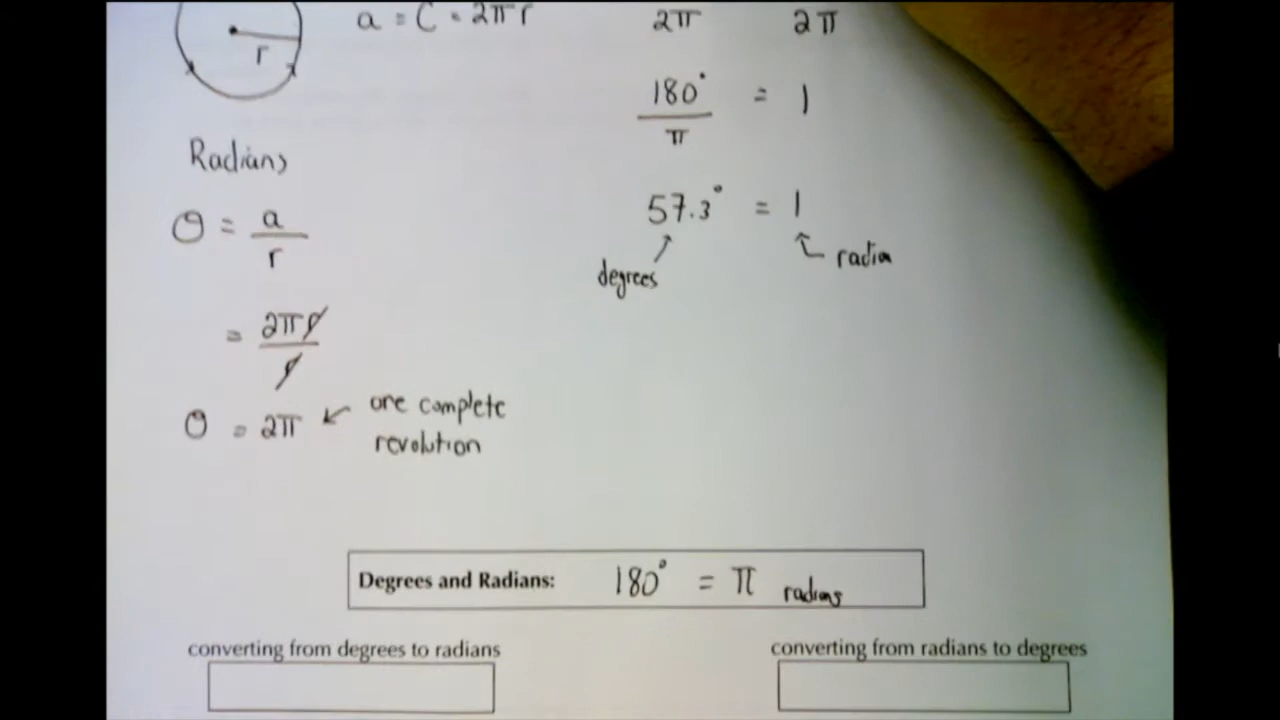 r
a = C = 2πr
Radians
θ = a/r
= 2πr/r
θ = 2π ↙ one complete
revolution
2π 2π
180°/π = 1
57.3° = 1
degrees
radian
Degrees and Radians: 180° = π radians
converting from degrees to radians
converting from radians to degrees